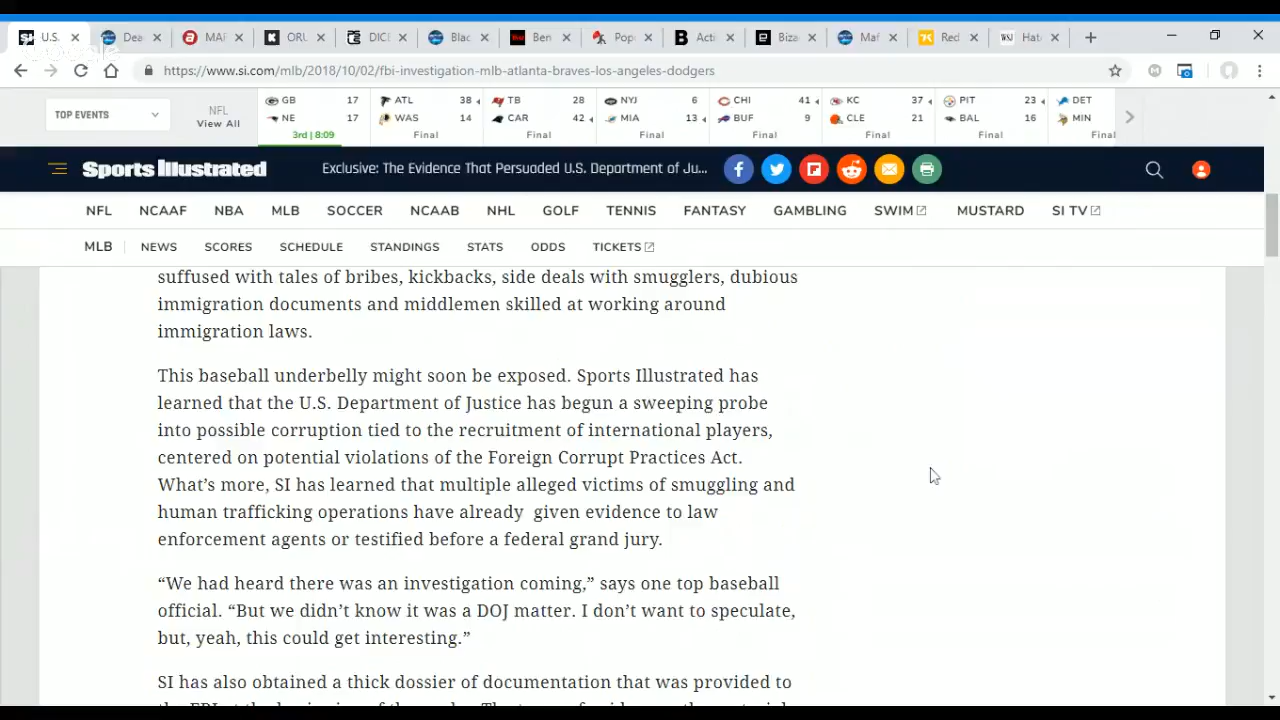 U.S.
Dea
MAF
ORU
DICE
Blac
Ben
Pop
Acti
Biza
Maf
Red
WSJ Hate
https://www.si.com/mlb/2018/10/02/fbi-investigation-mlb-atlanta-braves-los-angeles-dodgers
TOP EVENTS
NFL
View All
GB 17
NE 17
3rd | 8:09
ATL 38
WAS 14
Final
TB 28
CAR 42
Final
NYJ 6
MIA 13
Final
CHI 41
BUF 9
Final
KC 37
CLE 21
Final
PIT 23
BAL 16
Final
DET
MIN
Final
Sports Illustrated
Exclusive: The Evidence That Persuaded U.S. Department of Ju...
NFL NCAAF NBA MLB SOCCER NCAAB NHL GOLF TENNIS FANTASY GAMBLING SWIM MUSTARD SI TV
MLB NEWS SCORES SCHEDULE STANDINGS STATS ODDS TICKETS
suffused with tales of bribes, kickbacks, side deals with smugglers, dubious
immigration documents and middlemen skilled at working around
immigration laws.
This baseball underbelly might soon be exposed. Sports Illustrated has
learned that the U.S. Department of Justice has begun a sweeping probe
into possible corruption tied to the recruitment of international players,
centered on potential violations of the Foreign Corrupt Practices Act.
What's more, SI has learned that multiple alleged victims of smuggling and
human trafficking operations have already given evidence to law
enforcement agents or testified before a federal grand jury.
“We had heard there was an investigation coming,” says one top baseball
official. “But we didn't know it was a DOJ matter. I don't want to speculate,
but, yeah, this could get interesting.”
SI has also obtained a thick dossier of documentation that was provided to